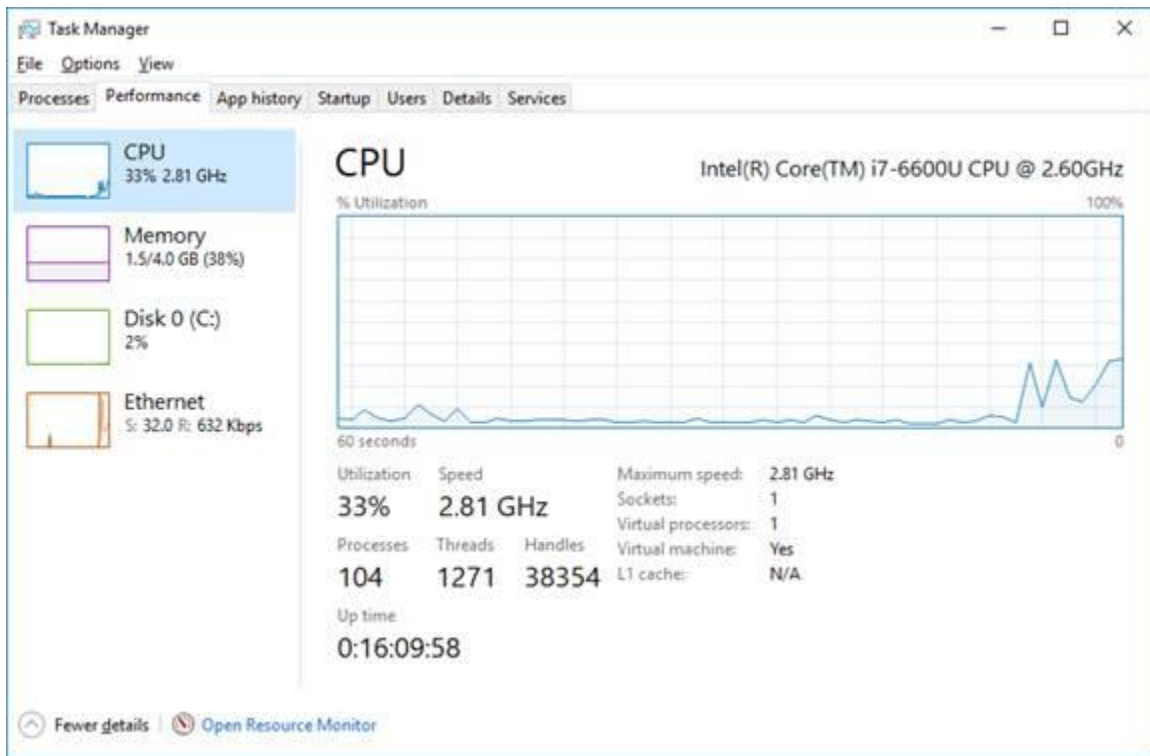 Task Manager
File Options View
Processes Performance App history Startup Users Details Services
CPU
33% 2.81 GHz
Memory
1.5/4.0 GB (38%)
Disk 0 (C:)
2%
Ethernet
S: 32.0 R: 632 Kbps
CPU Intel(R) Core(TM) i7-6600U CPU @ 2.60GHz
% Utilization 100%
60 seconds 0
Utilization Speed
33% 2.81 GHz
Processes Threads Handles
104 1271 38354
Up time
0:16:09:58
Maximum speed: 2.81 GHz
Sockets: 1
Virtual processors: 1
Virtual machine: Yes
L1 cache: N/A
Fewer details Open Resource Monitor